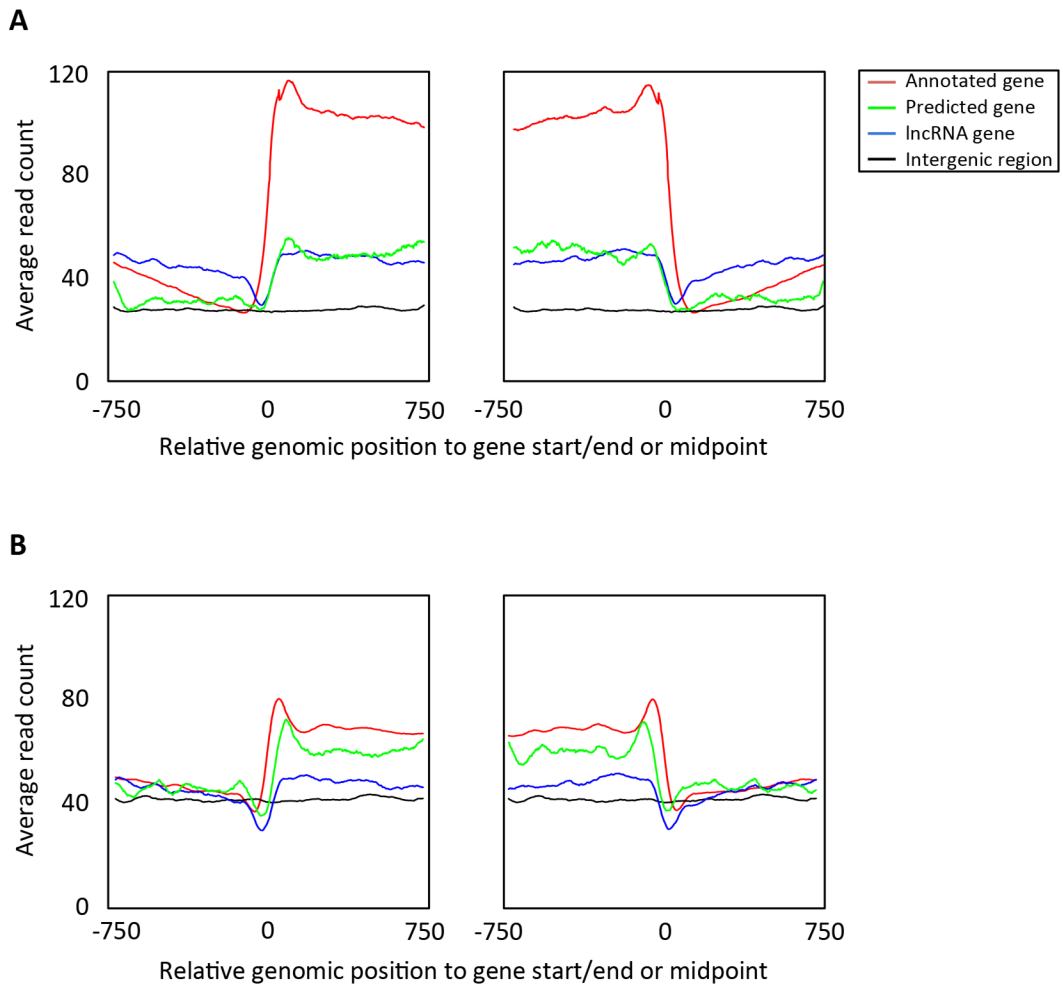 A
120
80
40
0
Average read count
-750
0
750
-750
0
750
Relative genomic position to gene start/end or midpoint
Annotated gene
Predicted gene
lncRNA gene
Intergenic region
B
120
80
40
0
Average read count
-750
0
750
-750
0
750
Relative genomic position to gene start/end or midpoint